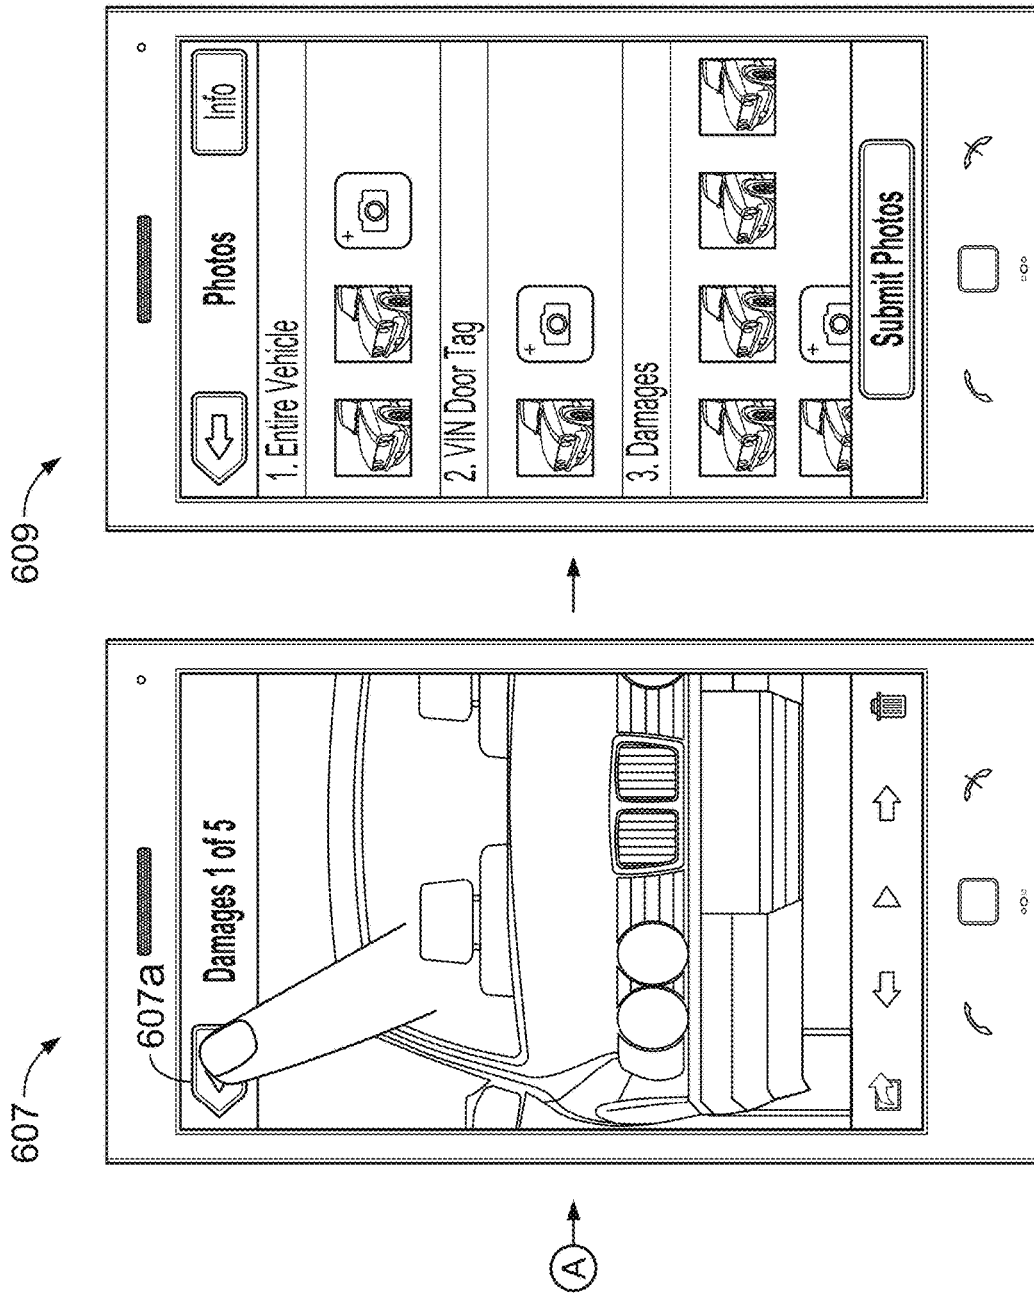 607
607a
Damages 1 of 5
A
609
Photos
Info
1. Entire Vehicle
2. VIN Door Tag
3. Damages
Submit Photos